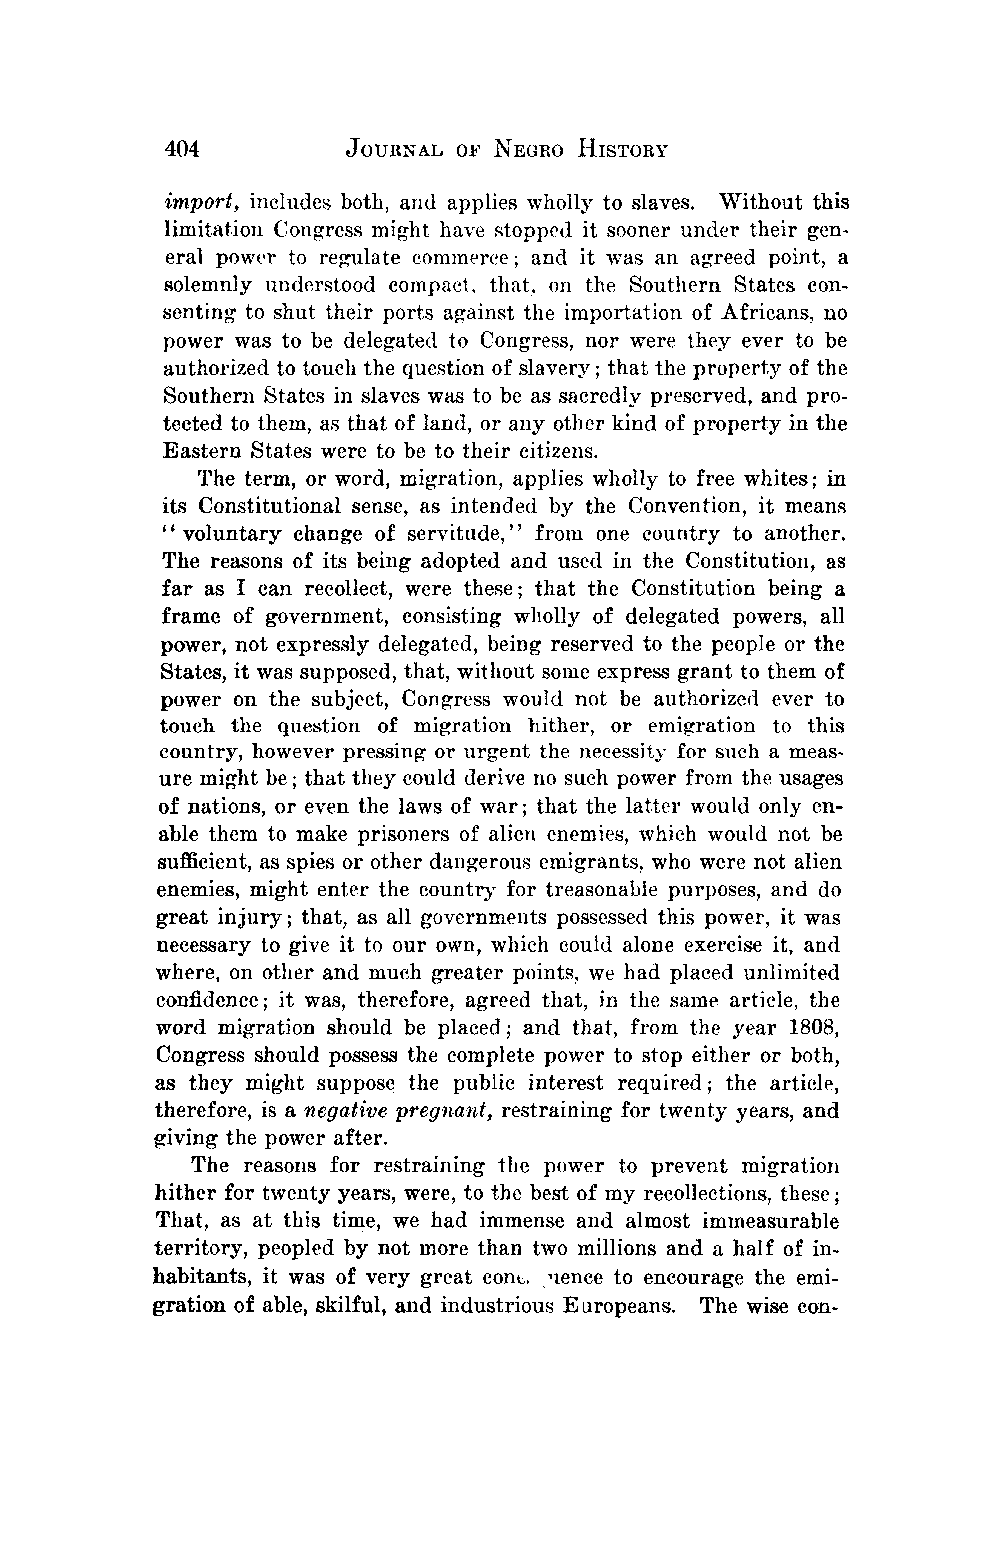 404 JOURNAL OF NEGRO HISTORY
import, includes both, and applies wholly to slaves. Without this
limitation Congress might have stopped it sooner under their gen-
eral power to regulate commerce; and it was an agreed point, a
solemnly understood compact, that, on the Southern States con-
senting to shut their ports against the importation of Africans, no
power was to be delegated to Congress, nor were they ever to be
authorized to touch the question of slavery; that the property of the
Southern States in slaves was to be as sacredly preserved, and pro-
tected to them, as that of land, or any other kind of property in the
Eastern States were to be to their citizens.
The term, or word, migration, applies wholly to free whites; in
its Constitutional sense, as intended by the Convention, it means
"voluntary change of servitude," from one country to another.
The reasons of its being adopted and used in the Constitution, as
far as I can recollect, were these; that the Constitution being a
frame of government, consisting wholly of delegated powers, all
power, not expressly delegated, being reserved to the people or the
States, it was supposed, that, without some express grant to them of
power on the subject, Congress would not be authorized ever to
touch the question of migration hither, or emigration to this
country, however pressing or urgent the necessity for such a meas-
ure might be; that they could derive no such power from the usages
of nations, or even the laws of war; that the latter would only en-
able them to make prisoners of alien enemies, which would not be
sufficient, as spies or other dangerous emigrants, who were not alien
enemies, might enter the country for treasonable purposes, and do
great injury; that, as all governments possessed this power, it was
necessary to give it to our own, which could alone exercise it, and
where, on other and much greater points, we had placed unlimited
confidence; it was, therefore, agreed that, in the same article, the
word migration should be placed; and that, from the year 1808,
Congress should possess the complete power to stop either or both,
as they might suppose the public interest required; the article,
therefore, is a negative pregnant, restraining for twenty years, and
giving the power after.
The reasons for restraining the power to prevent migration
hither for twenty years, were, to the best of my recollections, these;
That, as at this time, we had immense and almost immeasurable
territory, peopled by not more than two millions and a half of in-
habitants, it was of very great to encourage the emi-
gration of able, skilful, and industrious Europeans. The wise con-